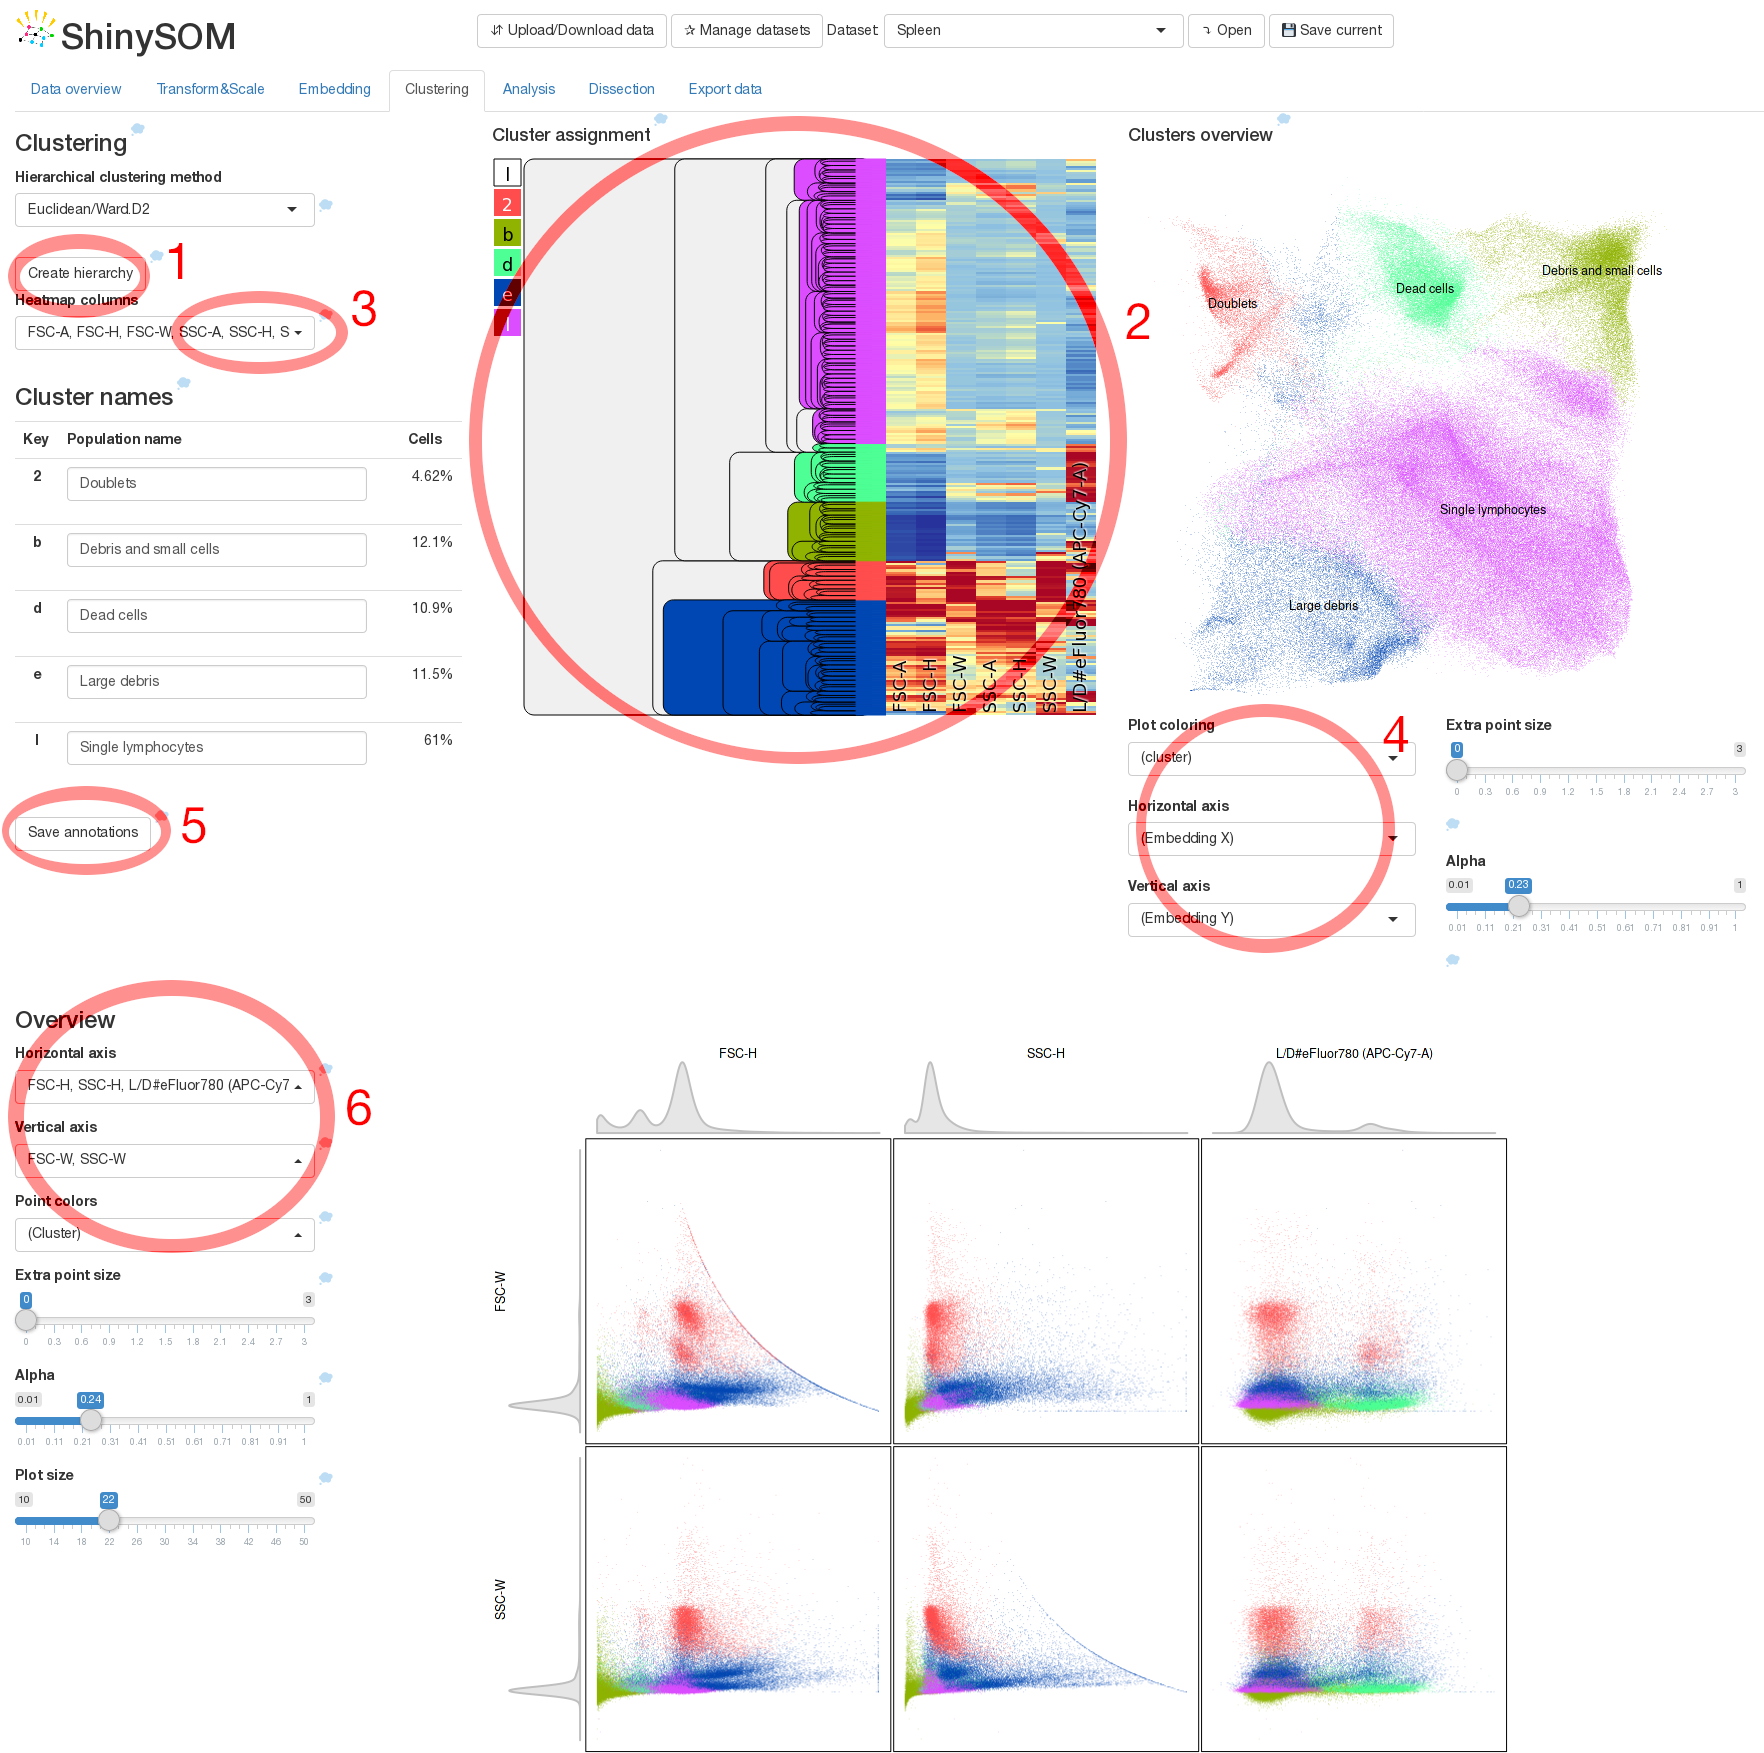 ShinySOM
⇵ Upload/Download data
☆ Manage datasets
Dataset
Spleen
⤵ Open
💾 Save current
Data overview
Transform&Scale
Embedding
Clustering
Analysis
Dissection
Export data
Clustering
Hierarchical clustering method
Euclidean/Ward.D2
Create hierarchy
1
Heatmap columns
FSC-A, FSC-H, FSC-W, SSC-A, SSC-H, S
3
Cluster names
Key Population name Cells
2 Doublets 4.62%
b Debris and small cells 12.1%
d Dead cells 10.9%
e Large debris 11.5%
l Single lymphocytes 61%
Save annotations
5
Cluster assignment
l
2
b
d
e
l
FSC-A
FSC-H
FSC-W
SSC-A
SSC-H
SSC-W
L/D#eFluor780 (APC-Cy7-A)
2
Clusters overview
Debris and small cells
Dead cells
Doublets
Single lymphocytes
Large debris
Plot coloring
(cluster)
4
Horizontal axis
(Embedding X)
Vertical axis
(Embedding Y)
Extra point size
0 3
0 0.3 0.6 0.9 1.2 1.5 1.8 2.1 2.4 2.7 3
Alpha
0.01 0.23 1
0.01 0.11 0.21 0.31 0.41 0.51 0.61 0.71 0.81 0.91 1
Overview
Horizontal axis
FSC-H, SSC-H, L/D#eFluor780 (APC-Cy7
6
Vertical axis
FSC-W, SSC-W
Point colors
(Cluster)
Extra point size
0 3
0 0.3 0.6 0.9 1.2 1.5 1.8 2.1 2.4 2.7 3
Alpha
0.01 0.24 1
0.01 0.11 0.21 0.31 0.41 0.51 0.61 0.71 0.81 0.91 1
Plot size
10 22 50
10 14 18 22 26 30 34 38 42 46 50
FSC-H
SSC-H
L/D#eFluor780 (APC-Cy7-A)
FSC-W
SSC-W